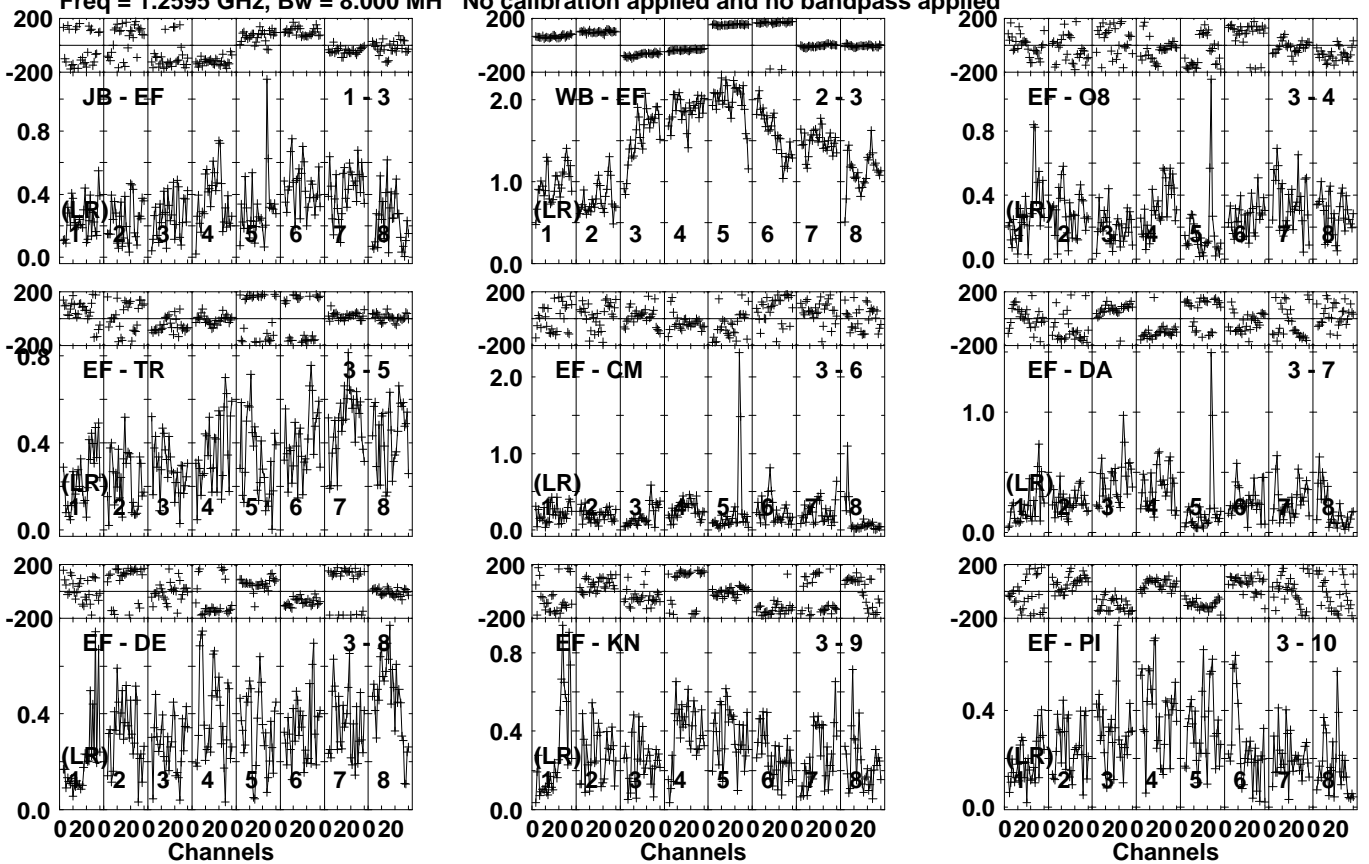 Freq = 1.2595 GHz, Bw = 8.000 MH No calibration applied and no bandpass applied
200
-200
JB - EF 1 - 3
0.8
0.4
0.0
(LR)
1 2 3 4 5 6 7 8
200
-200
WB - EF 2 - 3
2.0
1.0
0.0
(LR)
1 2 3 4 5 6 7 8
200
-200
EF - O8 3 - 4
0.8
0.4
0.0
(LR)
1 2 3 4 5 6 7 8
200
-200
0.8
EF - TR 3 - 5
0.4
0.0
(LR)
1 2 3 4 5 6 7 8
200
-200
EF - CM 3 - 6
2.0
1.0
0.0
(LR)
1 2 3 4 5 6 7 8
200
-200
EF - DA 3 - 7
1.0
0.0
(LR)
1 2 3 4 5 6 7 8
200
-200
EF - DE 3 - 8
0.4
0.0
(LR)
1 2 3 4 5 6 7 8
0 20 0 20 0 20 0 20 0 20 0 20 0 20 0 20
Channels
200
-200
EF - KN 3 - 9
0.8
0.4
0.0
(LR)
1 2 3 4 5 6 7 8
0 20 0 20 0 20 0 20 0 20 0 20 0 20 0 20
Channels
200
-200
EF - PI 3 - 10
0.4
0.0
(LR)
1 2 3 4 5 6 7 8
0 20 0 20 0 20 0 20 0 20 0 20 0 20 0 20
Channels